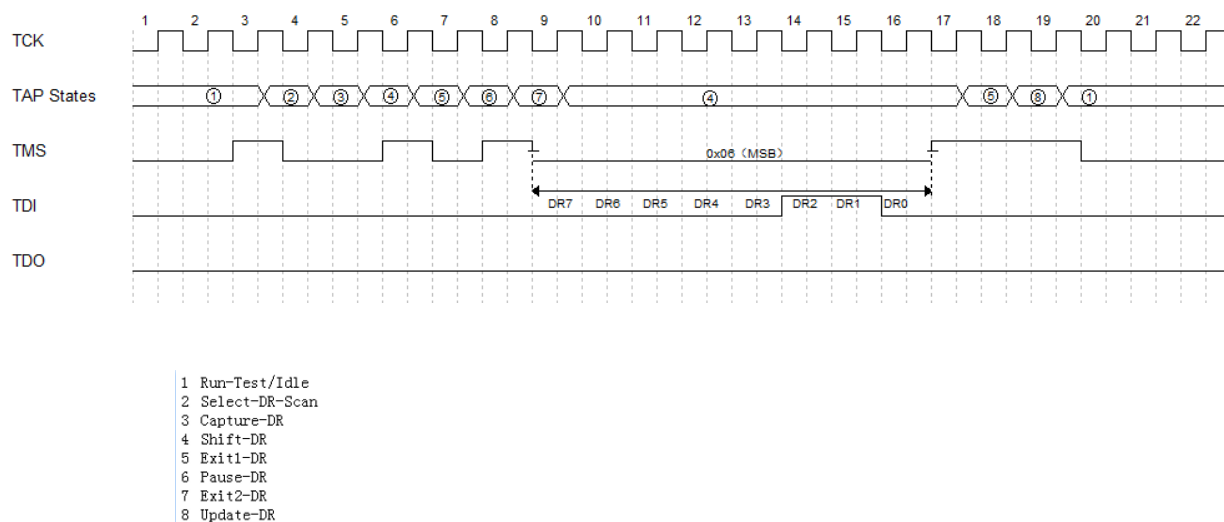 1 2 3 4 5 6 7 8 9 10 11 12 13 14 15 16 17 18 19 20 21 22
TCK
TAP States ① ② ③ ④ ⑤ ⑥ ⑦ ④ ⑤ ⑧ ①
TMS
0x06（MSB）
TDI DR7 DR6 DR5 DR4 DR3 DR2 DR1 DR0
TDO
1 Run-Test/Idle
2 Select-DR-Scan
3 Capture-DR
4 Shift-DR
5 Exit1-DR
6 Pause-DR
7 Exit2-DR
8 Update-DR